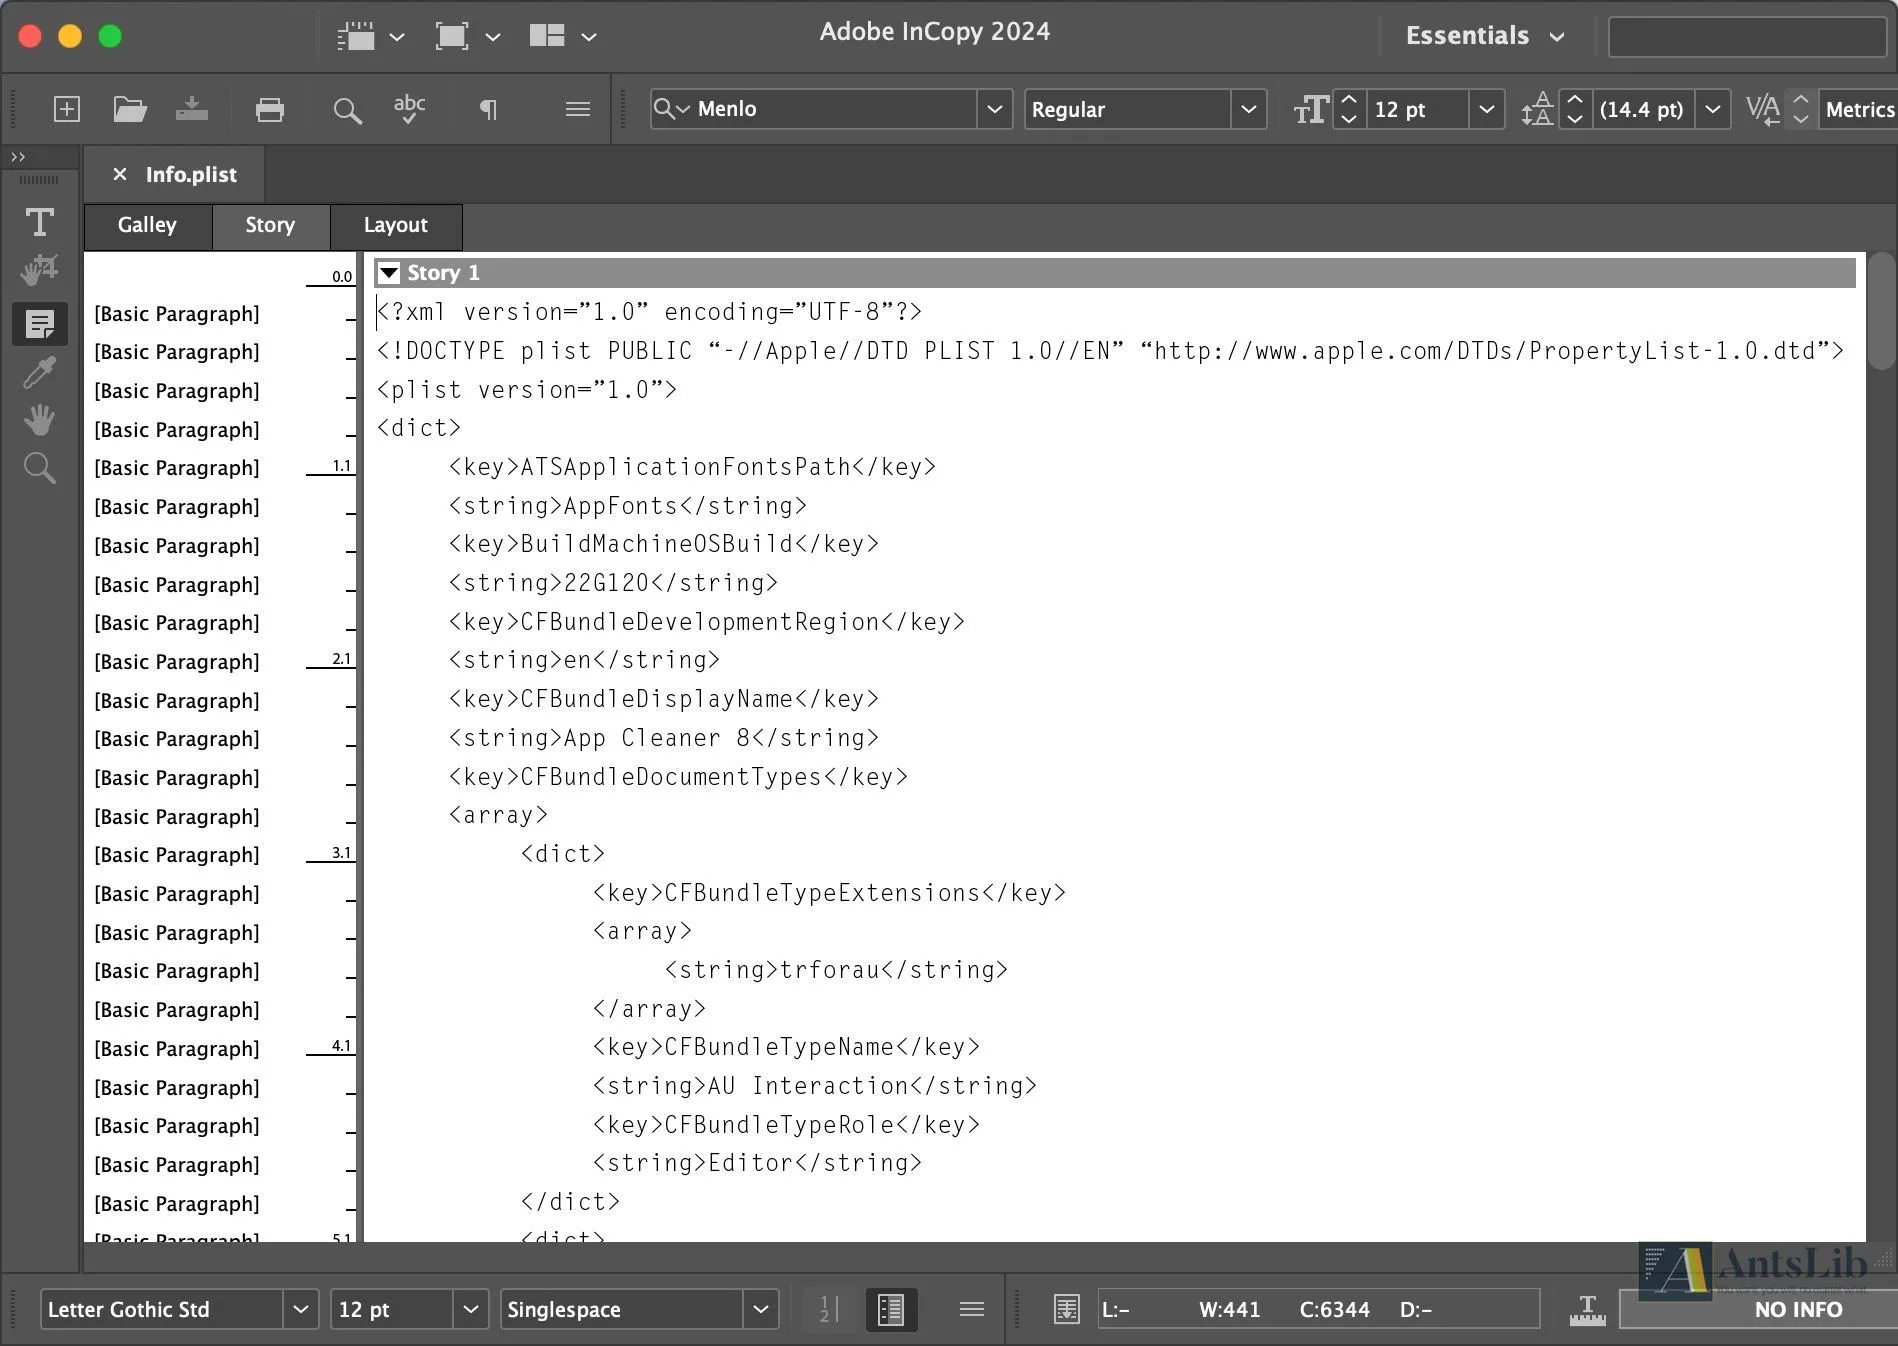 Adobe InCopy 2024
Essentials
abc
Menlo
Regular
12 pt
(14.4 pt)
Metrics
Info.plist
Galley Story Layout
Story 1
0.0
[Basic Paragraph] <?xml version=”1.0” encoding=”UTF-8”?>
[Basic Paragraph] <!DOCTYPE plist PUBLIC “-//Apple//DTD PLIST 1.0//EN” “http://www.apple.com/DTDs/PropertyList-1.0.dtd”>
[Basic Paragraph] <plist version=”1.0”>
[Basic Paragraph] <dict>
[Basic Paragraph] 1.1 <key>ATSApplicationFontsPath</key>
[Basic Paragraph] <string>AppFonts</string>
[Basic Paragraph] <key>BuildMachineOSBuild</key>
[Basic Paragraph] <string>22G120</string>
[Basic Paragraph] <key>CFBundleDevelopmentRegion</key>
[Basic Paragraph] 2.1 <string>en</string>
[Basic Paragraph] <key>CFBundleDisplayName</key>
[Basic Paragraph] <string>App Cleaner 8</string>
[Basic Paragraph] <key>CFBundleDocumentTypes</key>
[Basic Paragraph] <array>
[Basic Paragraph] 3.1 <dict>
[Basic Paragraph] <key>CFBundleTypeExtensions</key>
[Basic Paragraph] <array>
[Basic Paragraph] <string>trforau</string>
[Basic Paragraph] </array>
[Basic Paragraph] 4.1 <key>CFBundleTypeName</key>
[Basic Paragraph] <string>AU Interaction</string>
[Basic Paragraph] <key>CFBundleTypeRole</key>
[Basic Paragraph] <string>Editor</string>
[Basic Paragraph] </dict>
[Basic Paragraph] 5.1 <dict>
AntsLib
Letter Gothic Std
12 pt
Singlespace
L:– W:441 C:6344 D:–
NO INFO